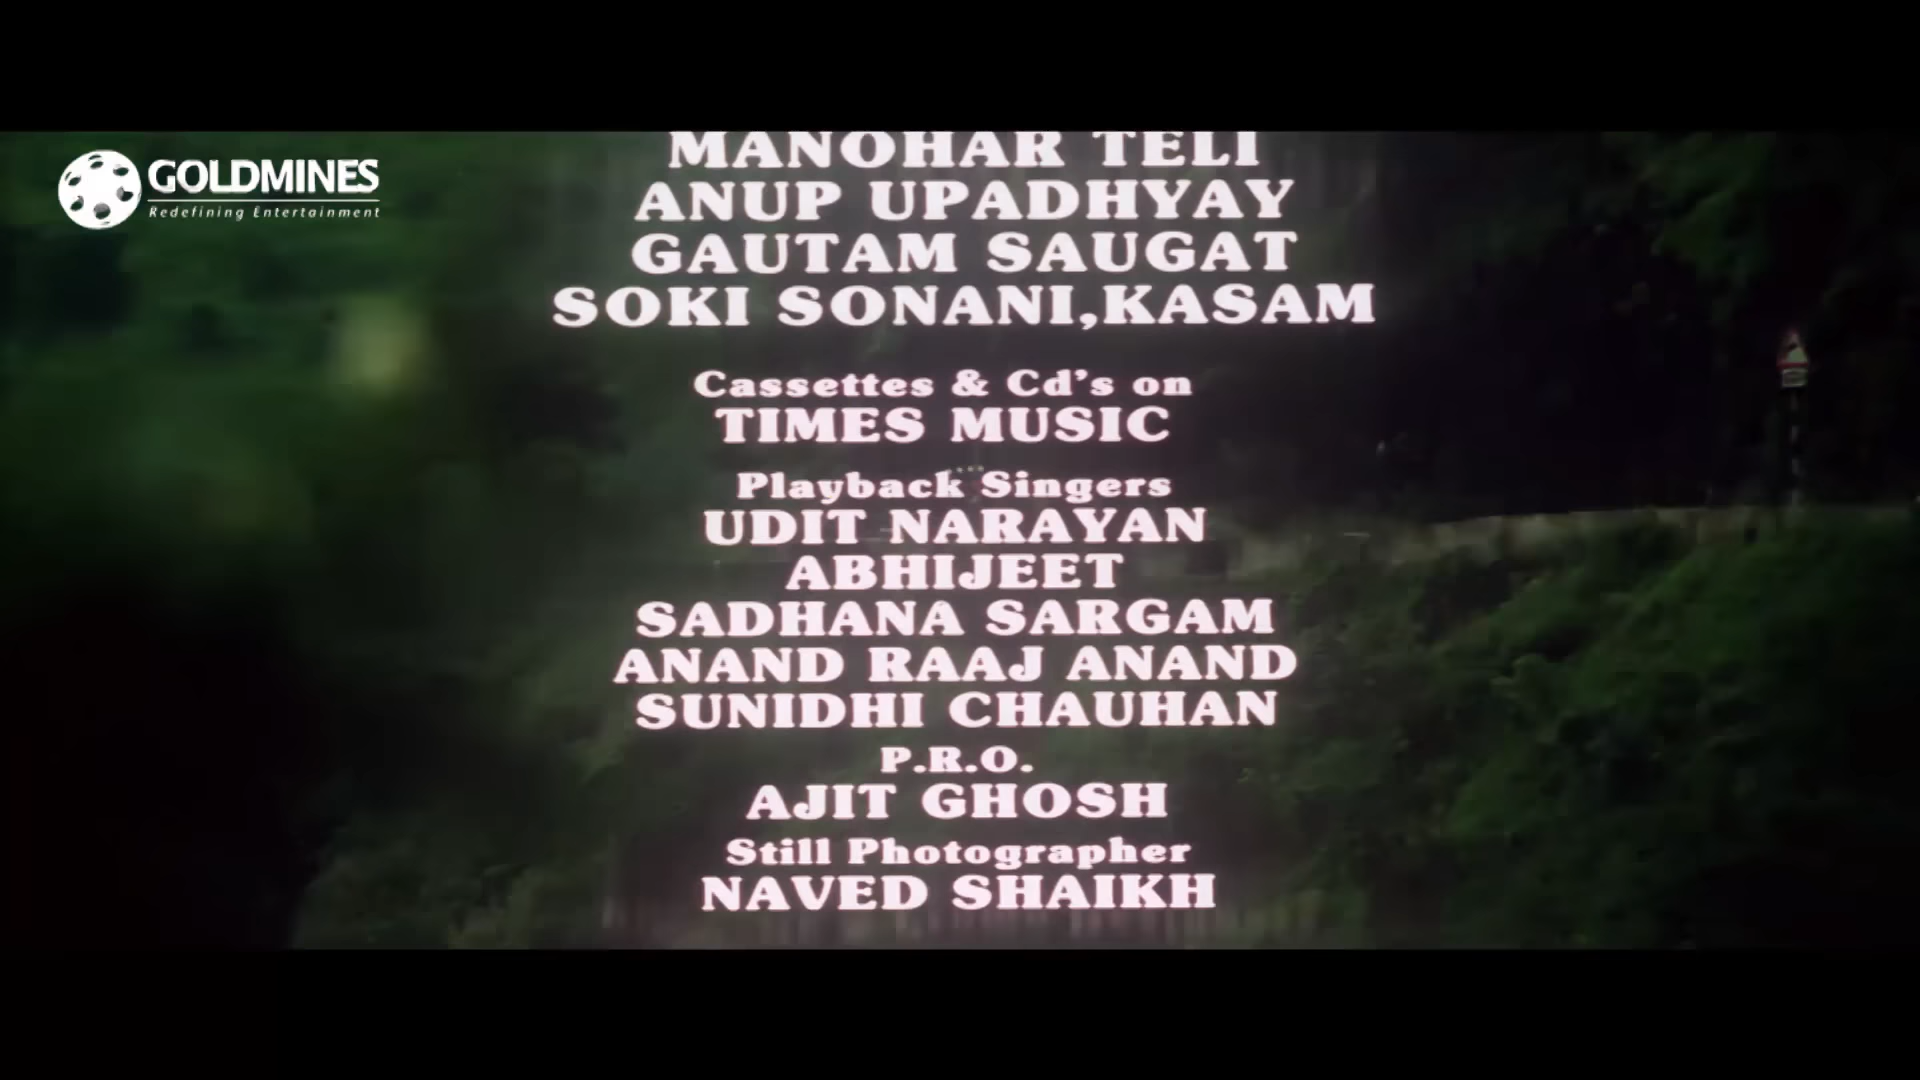 GOLDMINES
Redefining Entertainment
MANOHAR TELI
ANUP UPADHYAY
GAUTAM SAUGAT
SOKI SONANI,KASAM
Cassettes & Cd's on
TIMES MUSIC
Playback Singers
UDIT NARAYAN
ABHIJEET
SADHANA SARGAM
ANAND RAAJ ANAND
SUNIDHI CHAUHAN
P.R.O.
AJIT GHOSH
Still Photographer
NAVED SHAIKH